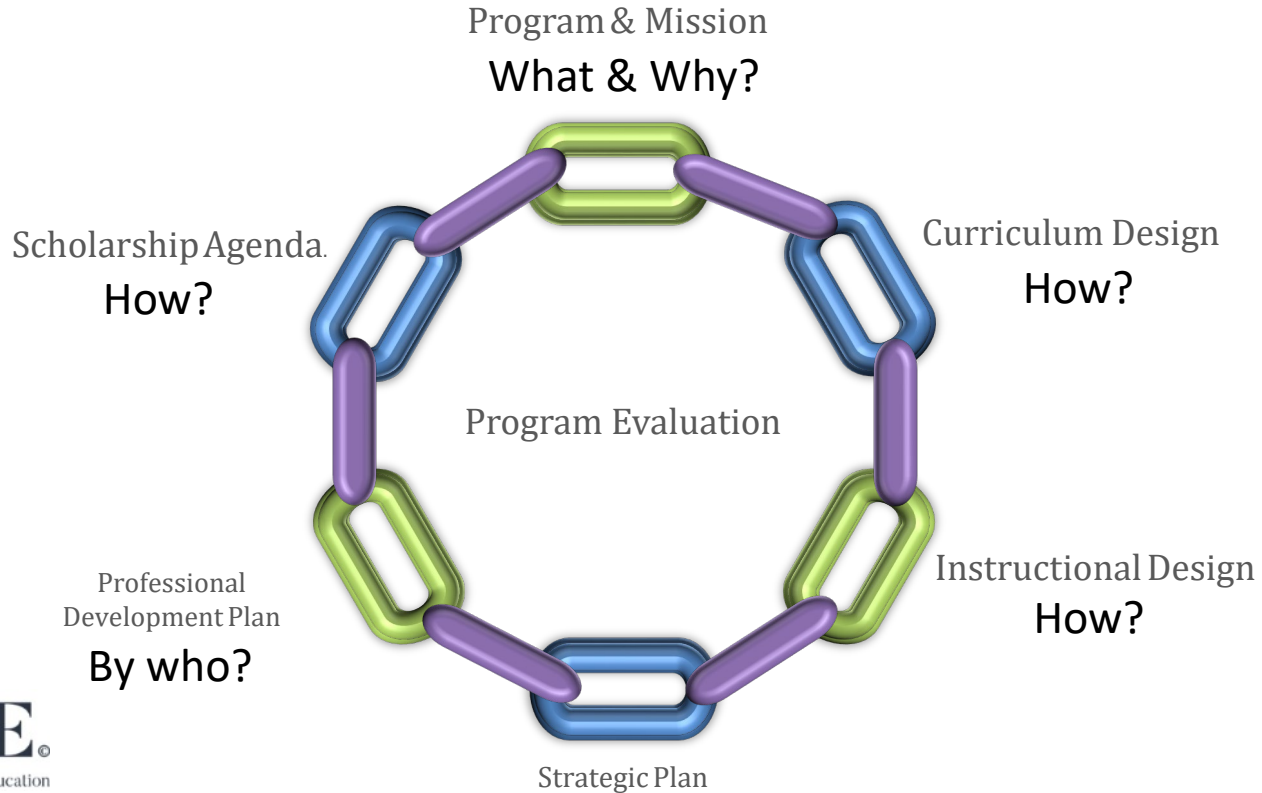 Program & Mission
What & Why?
Scholarship Agenda.
How?
Curriculum Design
How?
Program Evaluation
Professional
Development Plan
By who?
Instructional Design
How?
E.©
ucation
Strategic Plan